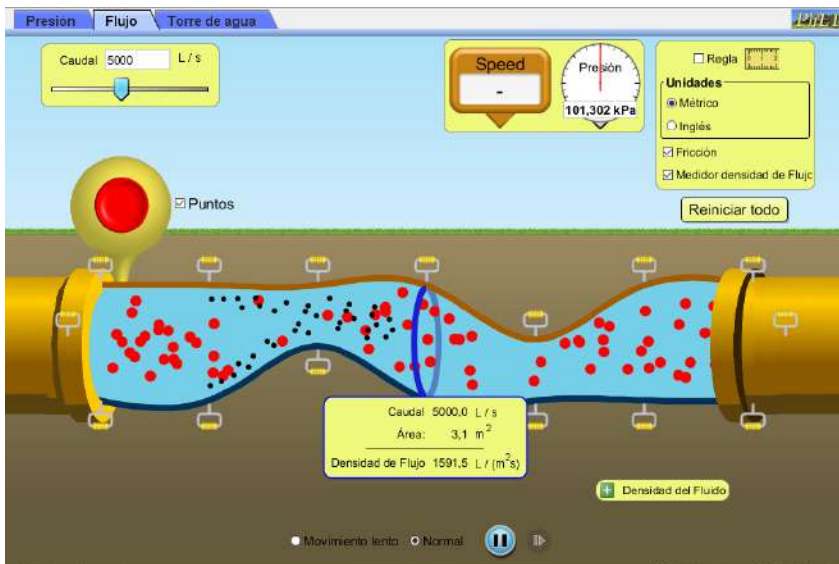 Presión Flujo Torre de agua PhET
Caudal 5000 L / s
Speed
-
Presión
101,302 kPa
Regla
Unidades
Métrico
Inglés
Fricción
Medidor densidad de Flujo
Reiniciar todo
Puntos
Caudal 5000,0 L / s
Área: 3,1 m²
Densidad de Flujo 1591,5 L / (m²s)
+ Densidad del Fluido
Movimiento lento Normal